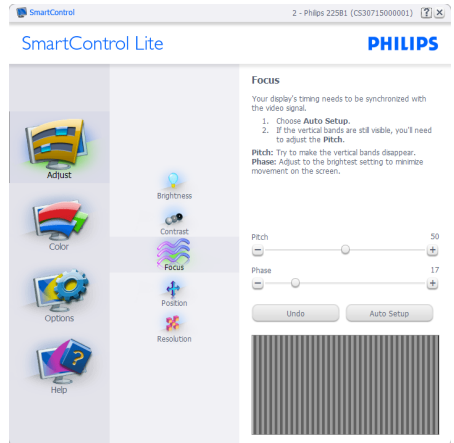 SmartControl
2 - Philips 225B1 (CS30715000001)
?
SmartControl Lite
PHILIPS
Adjust
Color
Options
Help
Brightness
Contrast
Focus
Position
Resolution
Focus
Your display's timing needs to be synchronized with
the video signal.
1. Choose Auto Setup.
2. If the vertical bands are still visible, you'll need
to adjust the Pitch.
Pitch: Try to make the vertical bands disappear.
Phase: Adjust to the brightest setting to minimize
movement on the screen.
Pitch 50
Phase 17
Undo Auto Setup